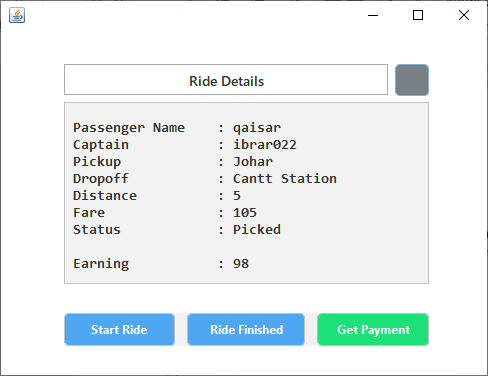 Ride Details
Passenger Name : qaisar
Captain : ibrar022
Pickup : Johar
Dropoff : Cantt Station
Distance : 5
Fare : 105
Status : Picked
Earning : 98
Start Ride Ride Finished Get Payment